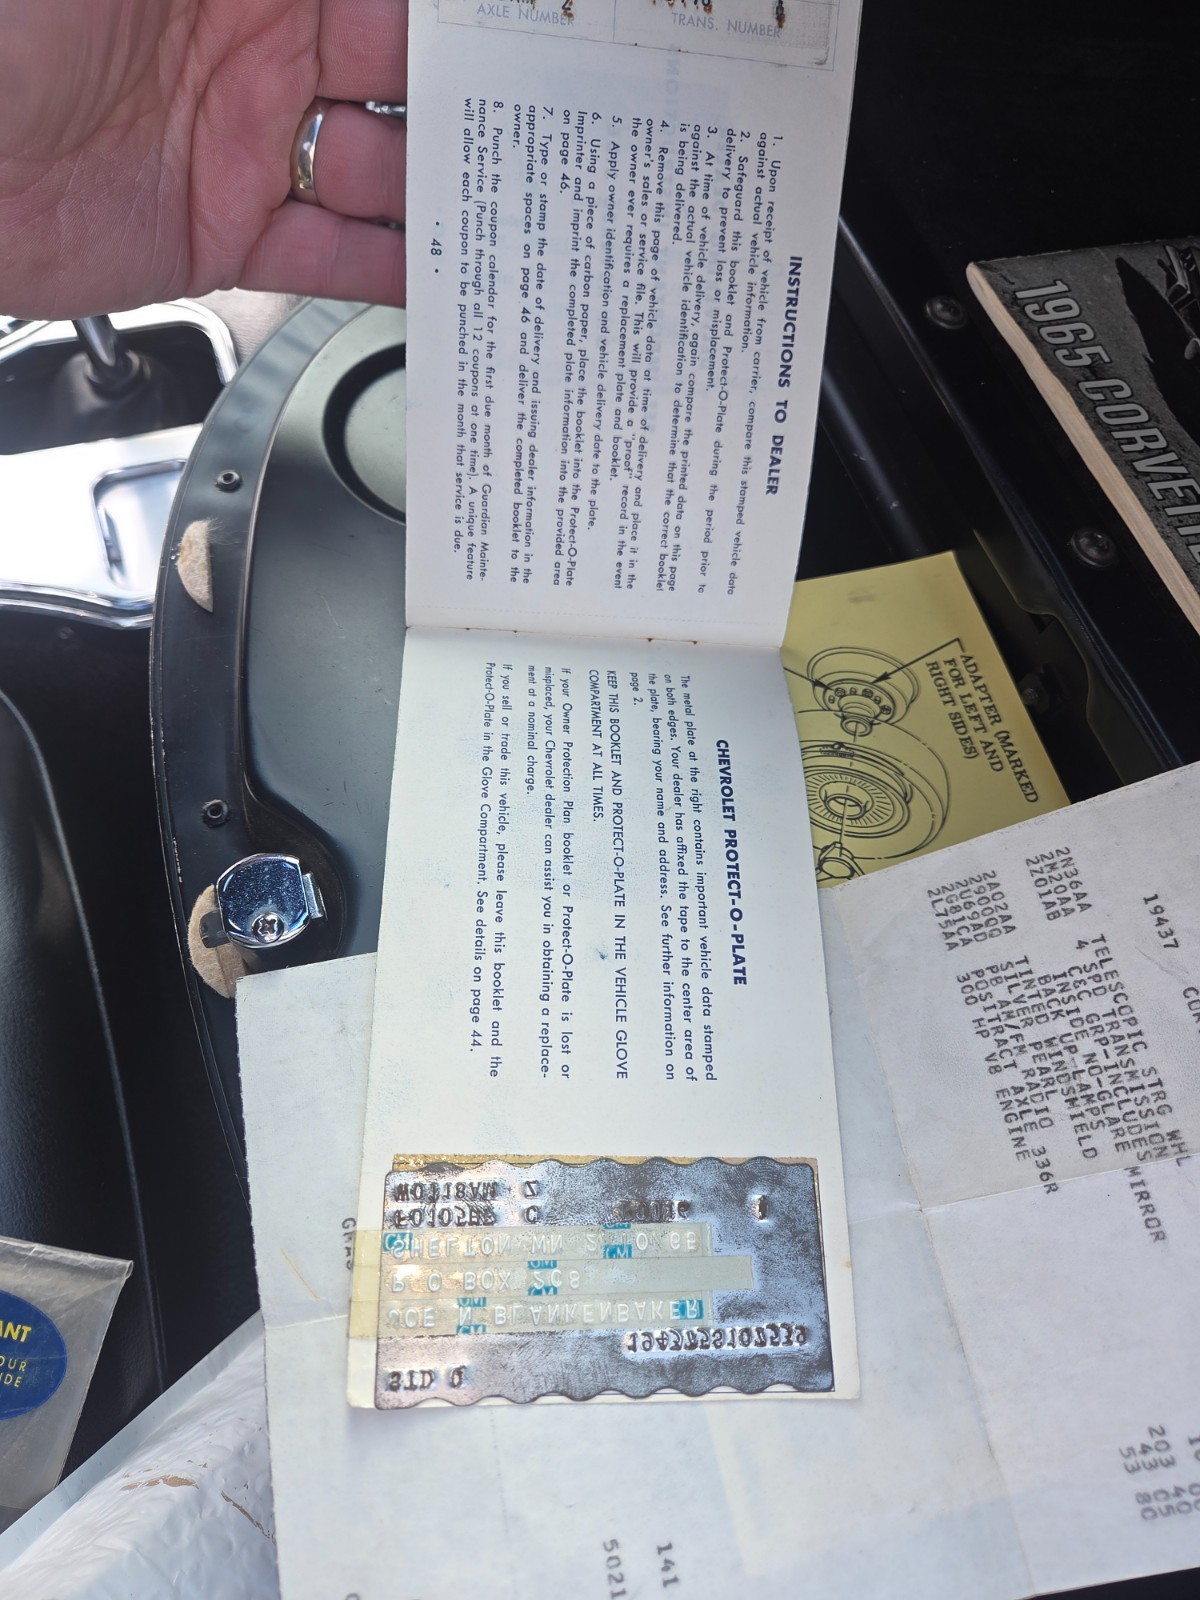 AXLE NUMBER
TRANS. NUMBER
INSTRUCTIONS TO DEALER
1. Upon receipt of vehicle from carrier, compare this stamped vehicle data
against actual vehicle information.
2. Safeguard this booklet and Protect-O-Plate during the period prior to
delivery to prevent loss or misplacement.
3. At time of vehicle delivery, again compare the printed data on this page
against the actual vehicle identification to determine that the correct booklet
is being delivered.
4. Remove this page of vehicle data at time of delivery and place it in the
owner's sales or service file. This will provide a "proof" record in the event
the owner ever requires a replacement plate and booklet.
5. Apply owner identification and vehicle delivery date to the plate.
6. Using a piece of carbon paper, place the booklet into the Protect-O-Plate
Imprinter and imprint the completed plate information into the provided area
on page 46.
7. Type or stamp the date of delivery and issuing dealer information in the
appropriate spaces on page 46 and deliver the completed booklet to the
owner.
8. Punch the coupon calendar for the first due month of Guardian Mainte-
nance Service (Punch through all 12 coupons at one time). A unique feature
will allow each coupon to be punched in the month that service is due.
• 48 •
CHEVROLET PROTECT-O-PLATE
The metal plate at the right contains important vehicle data stamped
on both edges. Your dealer has affixed the tape to the center area of
the plate, bearing your name and address. See further information on
page 2.
KEEP THIS BOOKLET AND PROTECT-O-PLATE IN THE VEHICLE GLOVE
COMPARTMENT AT ALL TIMES.
If your Owner Protection Plan booklet or Protect-O-Plate is lost or
misplaced, your Chevrolet dealer can assist you in obtaining a replace-
ment at a nominal charge.
If you sell or trade this vehicle, please leave this booklet and the
Protect-O-Plate in the Glove Compartment. See details on page 44.
STD 0
JOE N BLANKENBAKER
P O BOX 208
SHELTON WN
1965 CORVETTE
ADAPTER (MARKED
FOR LEFT AND
RIGHT SIDES)
19437
2N36AA TELESCOPIC STRG WHL
2M20AA 4 SPD TRANSMISSION
2Z01AB C&C GRP-INCLUDES
INSIDE NO-GLARE MIRROR
BACK UP LAMPS
2A02AA TINTED WINDSHIELD
SILVER PEARL
2U69AD PB AM/FM RADIO
2G81CA POSITRACT AXLE 336R
2L75AA 300 HP V8 ENGINE
203
43 05
53 80
141
5021